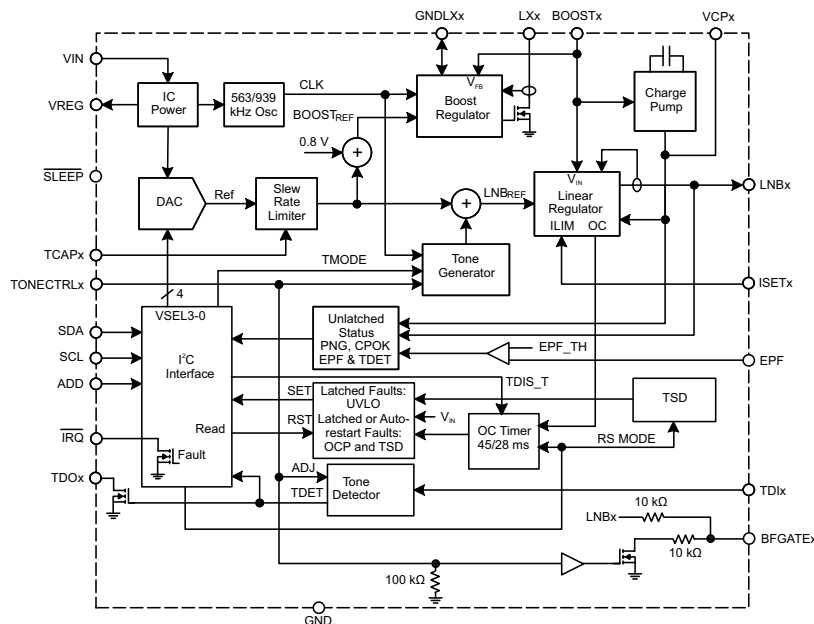 GNDLXx
LXx
BOOSTx
VCPx
VIN
VREG
SLEEP
TCAPx
TONECTRLx
SDA
SCL
ADD
IRQ
TDOx
GND
LNBx
ISETx
EPF
TDIx
BFGATEx
IC
Power
563/939
kHz Osc
CLK
BOOSTREF
0.8 V
+
VFB
Boost
Regulator
Charge
Pump
DAC
Ref
Slew
Rate
Limiter
+
LNBREF
VIN
Linear
Regulator
ILIM OC
TMODE
Tone
Generator
4
VSEL3-0
I2C
Interface
Read
Fault
Unlatched
Status
PNG, CPOK
EPF & TDET
EPF_TH
TDIS_T
SET
RST
Latched Faults:
UVLO
Latched or Auto-
restart Faults:
OCP and TSD
VIN
OC Timer
45/28 ms
TSD
RS MODE
ADJ
TDET
Tone
Detector
LNBx
10 kΩ
10 kΩ
100 kΩ